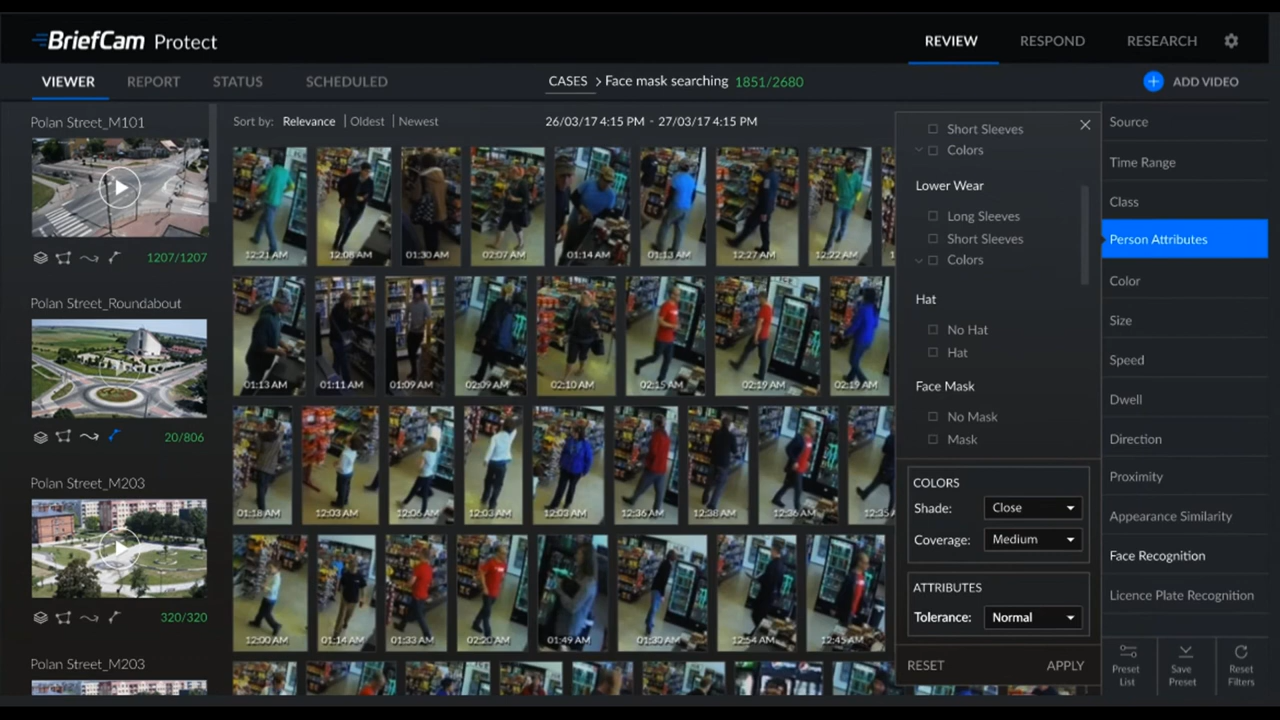 BriefCam Protect
REVIEW RESPOND RESEARCH
VIEWER REPORT STATUS SCHEDULED
CASES > Face mask searching 1851/2680
ADD VIDEO
Polan Street_M101
1207/1207
Polan Street_Roundabout
20/806
Polan Street_M203
320/320
Polan Street_M203
Sort by: Relevance | Oldest | Newest
26/03/17 4:15 PM - 27/03/17 4:15 PM
12:21 AM 12:08 AM 01:30 AM 02:07 AM 01:14 AM 01:13 AM 12:27 AM 12:22 AM
01:13 AM 01:11 AM 01:09 AM 02:09 AM 02:10 AM 02:15 AM 02:19 AM 02:19 AM
01:18 AM 12:03 AM 12:06 AM 12:03 AM 12:03 AM 12:36 AM 12:38 AM 12:36 AM
12:00 AM 01:14 AM 01:33 AM 02:20 AM 01:49 AM 01:30 AM 12:54 AM 12:45 AM
Short Sleeves
Colors
Lower Wear
Long Sleeves
Short Sleeves
Colors
Hat
No Hat
Hat
Face Mask
No Mask
Mask
COLORS
Shade: Close
Coverage: Medium
ATTRIBUTES
Tolerance: Normal
RESET APPLY
Source
Time Range
Class
Person Attributes
Color
Size
Speed
Dwell
Direction
Proximity
Appearance Similarity
Face Recognition
Licence Plate Recognition
Preset List
Save Preset
Reset Filters